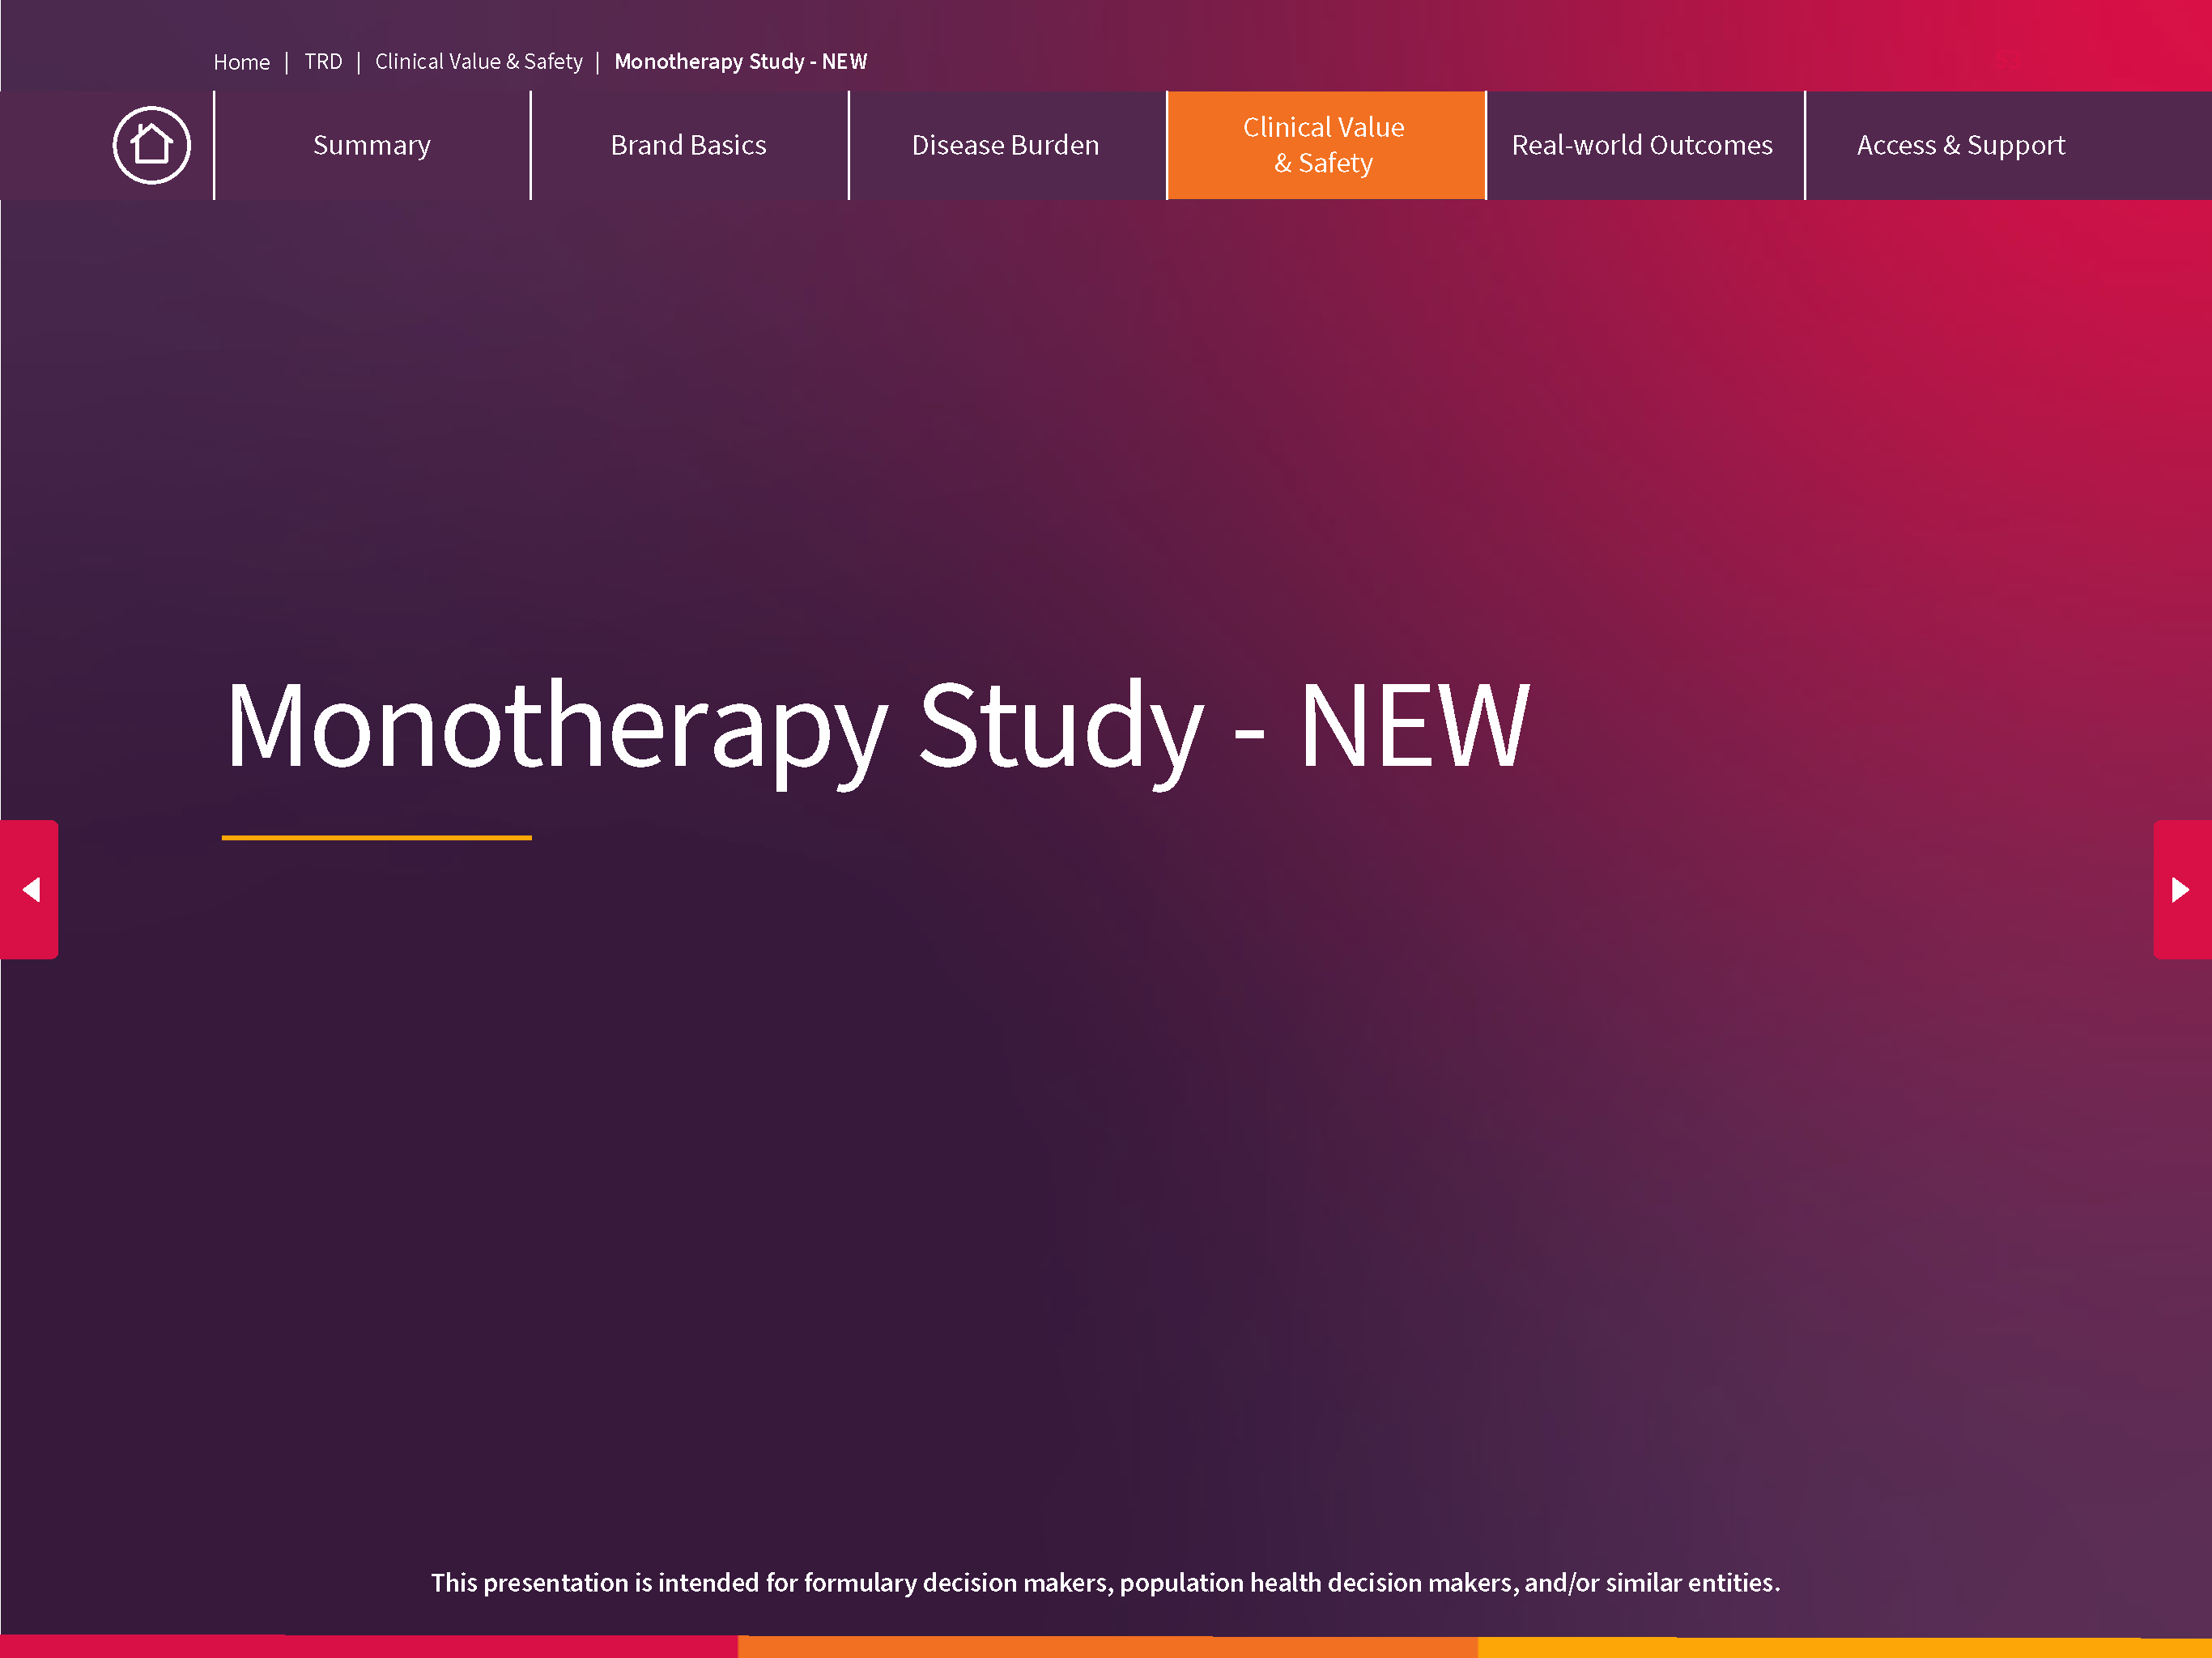 Home | TRD | Clinical Value & Safety | Monotherapy Study - NEW
Summary
Brand Basics
Disease Burden
Clinical Value
& Safety
Real-world Outcomes
Access & Support
Monotherapy Study - NEW
This presentation is intended for formulary decision makers, population health decision makers, and/or similar entities.